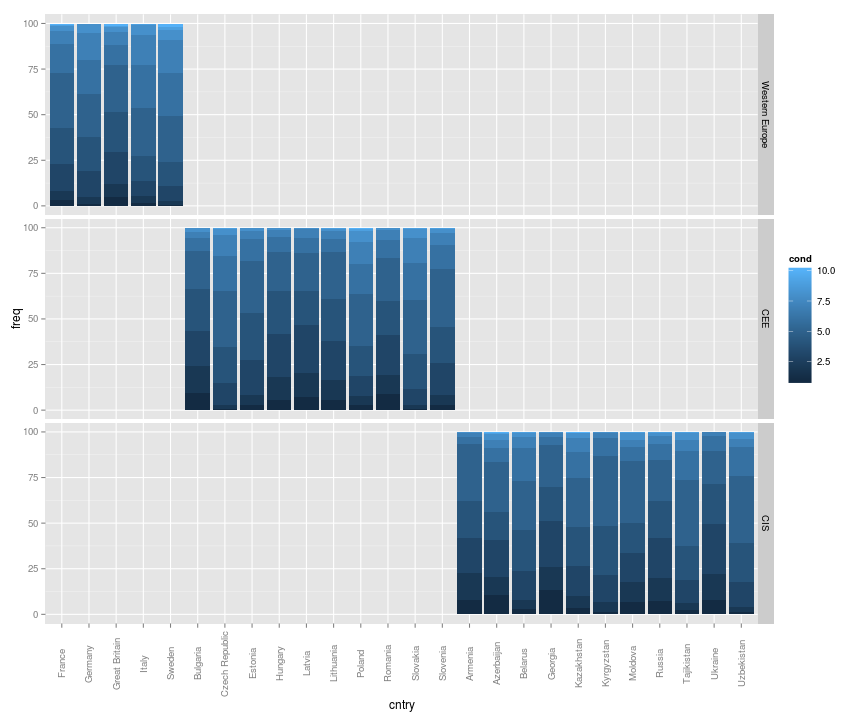 100
75
50
25
0
Western Europe
100
75
50
25
0
CEE
100
75
50
25
0
CIS
freq
cond
10.0
7.5
5.0
2.5
France
Germany
Great Britain
Italy
Sweden
Bulgaria
Czech Republic
Estonia
Hungary
Latvia
Lithuania
Poland
Romania
Slovakia
Slovenia
Armenia
Azerbaijan
Belarus
Georgia
Kazakhstan
Kyrgyzstan
Moldova
Russia
Tajikistan
Ukraine
Uzbekistan
cntry